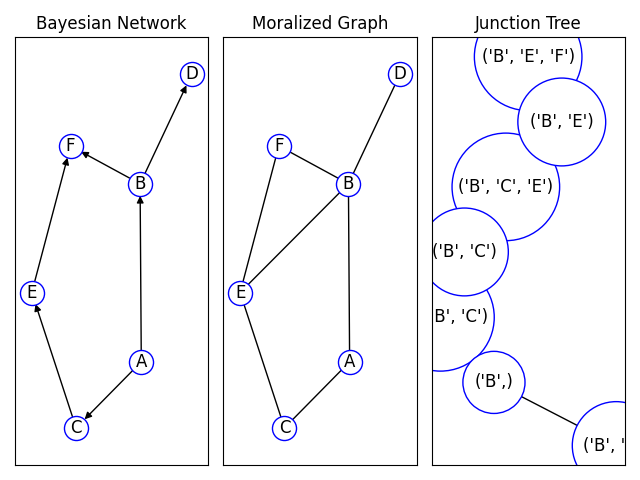 Bayesian Network
Moralized Graph
Junction Tree
D
F
B
E
A
C
D
F
B
E
A
C
('B', 'E', 'F')
('B', 'E')
('B', 'C', 'E')
('B', 'C')
B', 'C')
('B',)
('B', '